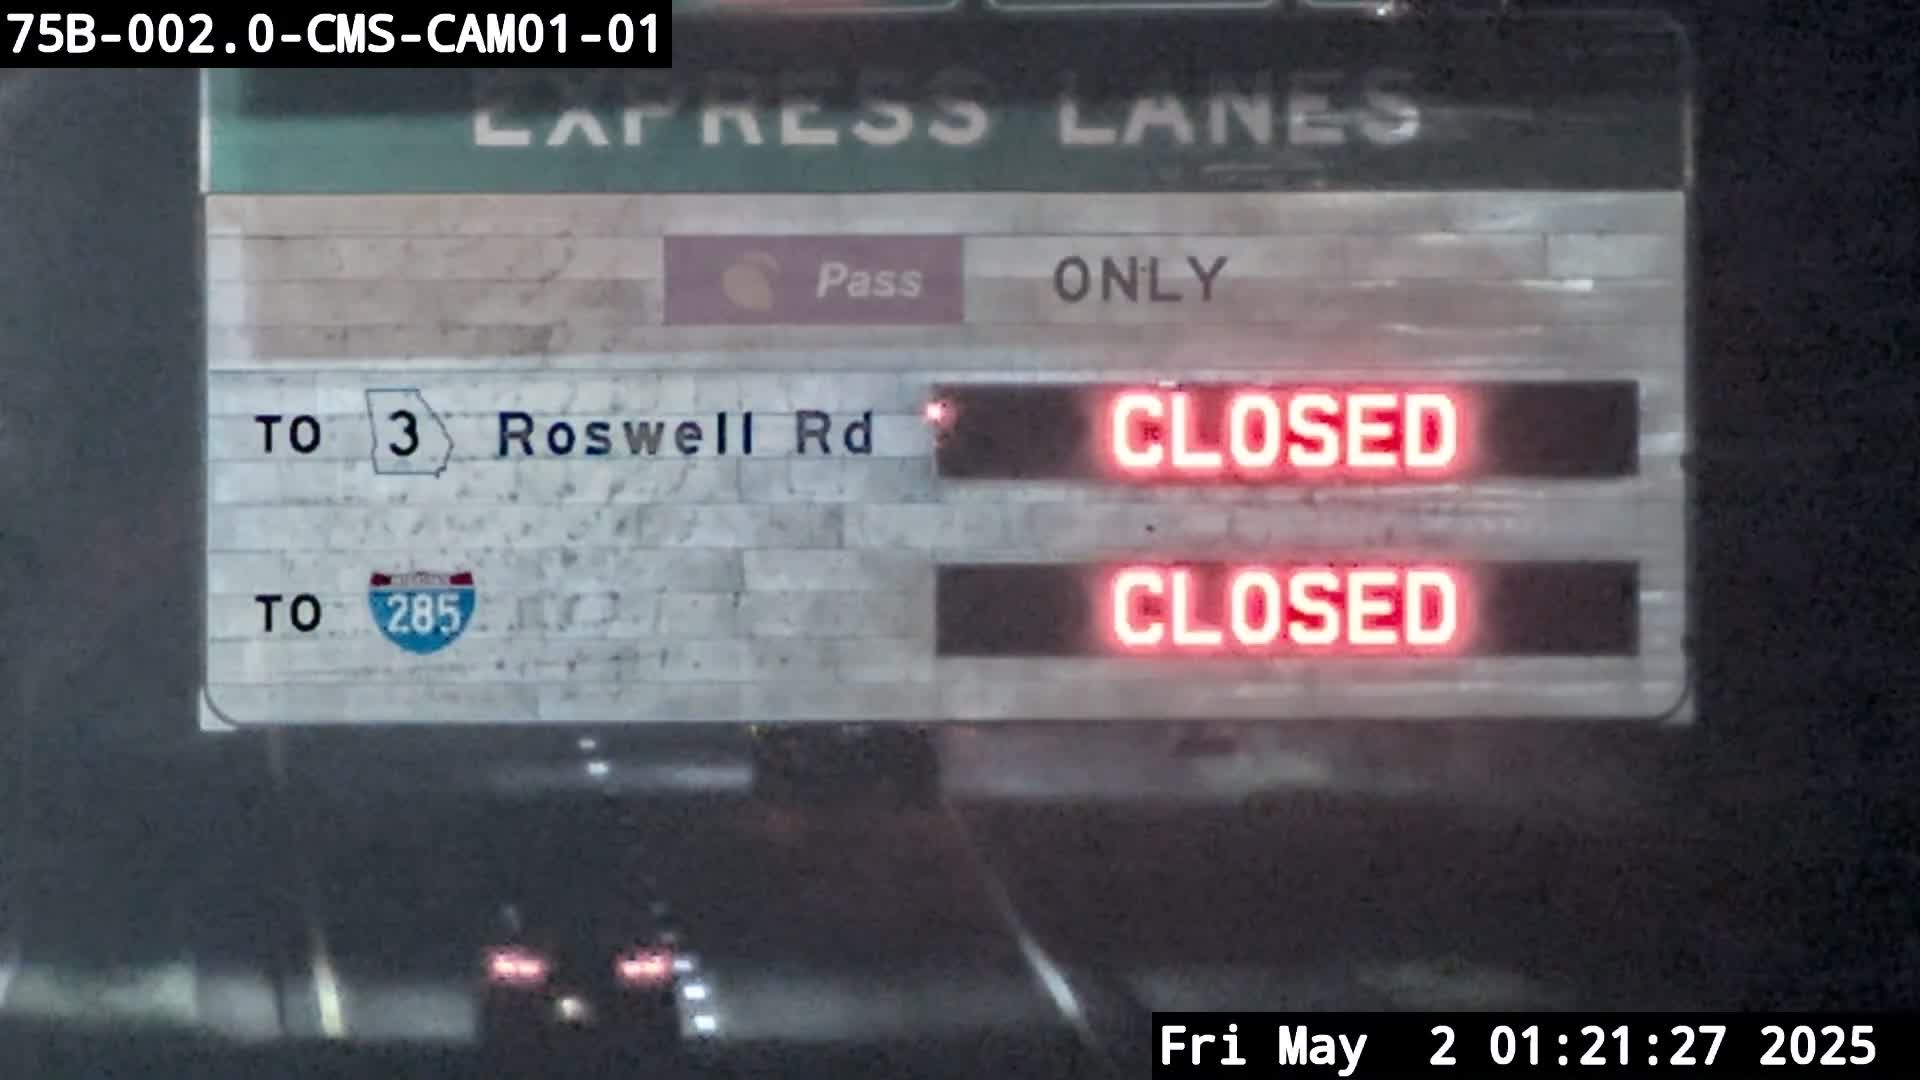 75B-002.0-CMS-CAM01-01
EXPRESS LANES
Pass ONLY
TO 3 Roswell Rd CLOSED
TO 285 CLOSED
Fri May 2 01:21:27 2025